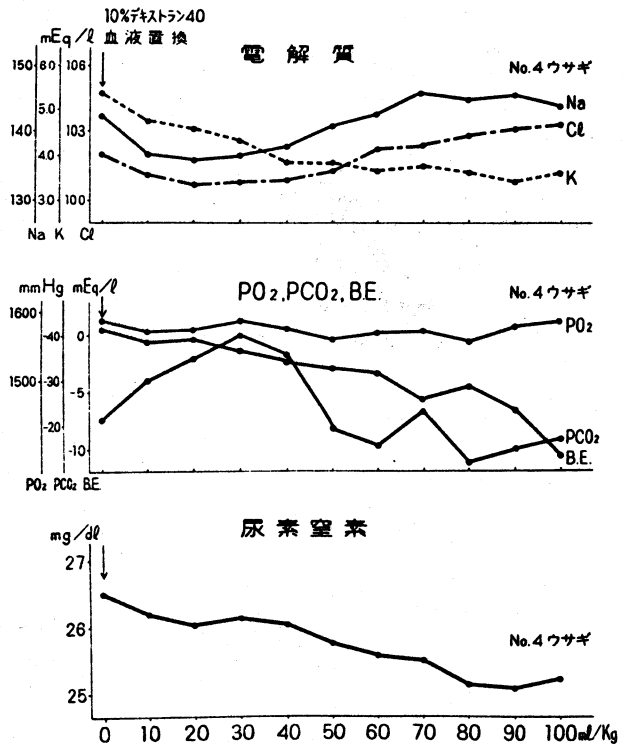 10%デキストラン40
血液置換
mEq/l
電解質
No.4ウサギ
150 6.0 106
5.0
140 103
4.0
130 3.0 100
Na K Cl
Na
Cl
K
mmHg mEq/l
PO2,PCO2,B.E.
No.4ウサギ
1600
40 0
1500 30 -5
20
-10
PO2 PCO2 B.E.
PO2
PCO2
B.E.
尿素窒素
mg/dl
27
26
25
No.4ウサギ
0 10 20 30 40 50 60 70 80 90 100ml/Kg